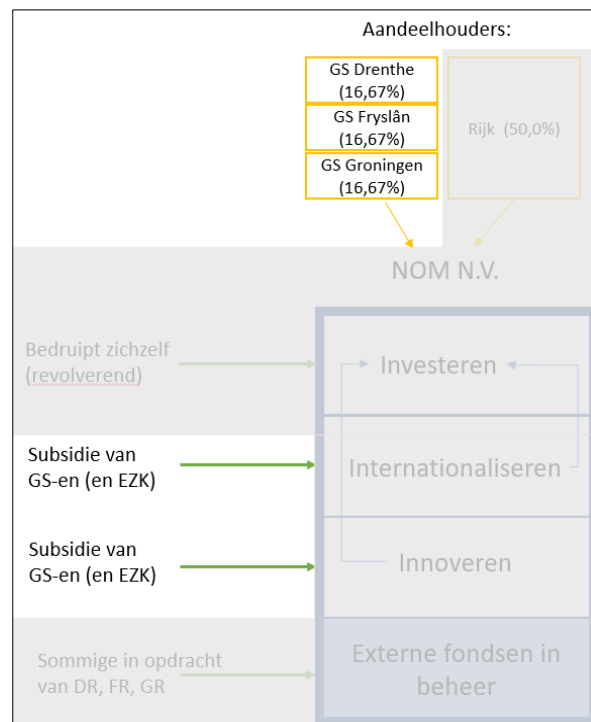 Aandeelhouders:
GS Drenthe
(16,67%)
GS Fryslân
(16,67%)
GS Groningen
(16,67%)
Rijk (50,0%)
NOM N.V.
Bedruipt zichzelf
(revolverend)
Investeren
Subsidie van
GS-en (en EZK)
Internationaliseren
Subsidie van
GS-en (en EZK)
Innoveren
Sommige in opdracht
van DR, FR, GR
Externe fondsen in
beheer